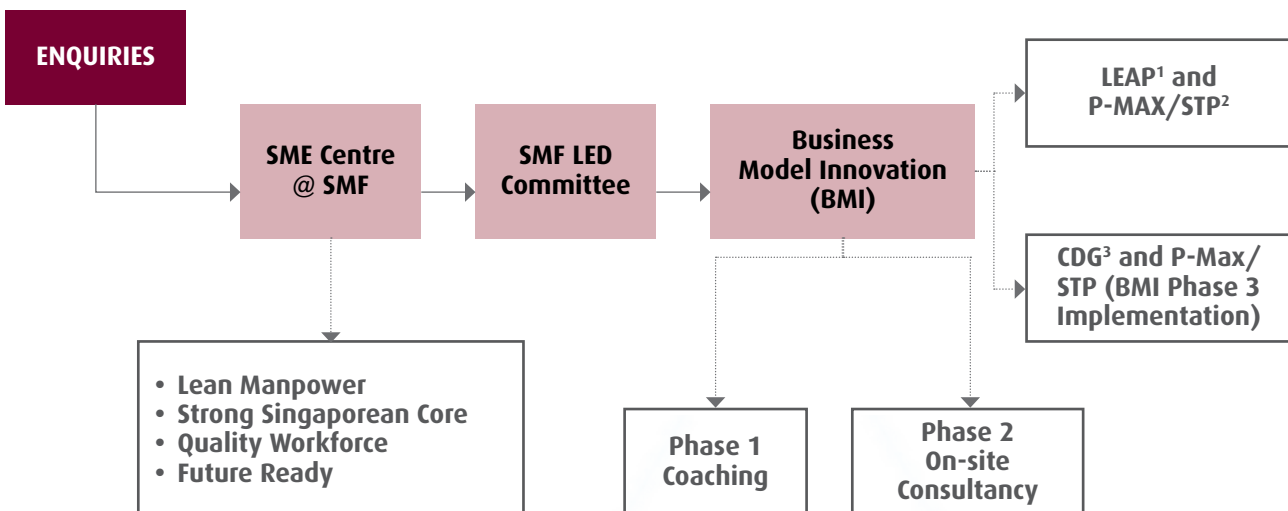 ENQUIRIES
SME Centre
@ SMF
SMF LED
Committee
Business
Model Innovation
(BMI)
LEAP¹ and
P-MAX/STP²
CDG³ and P-Max/
STP (BMI Phase 3
Implementation)
• Lean Manpower
• Strong Singaporean Core
• Quality Workforce
• Future Ready
Phase 1
Coaching
Phase 2
On-site
Consultancy